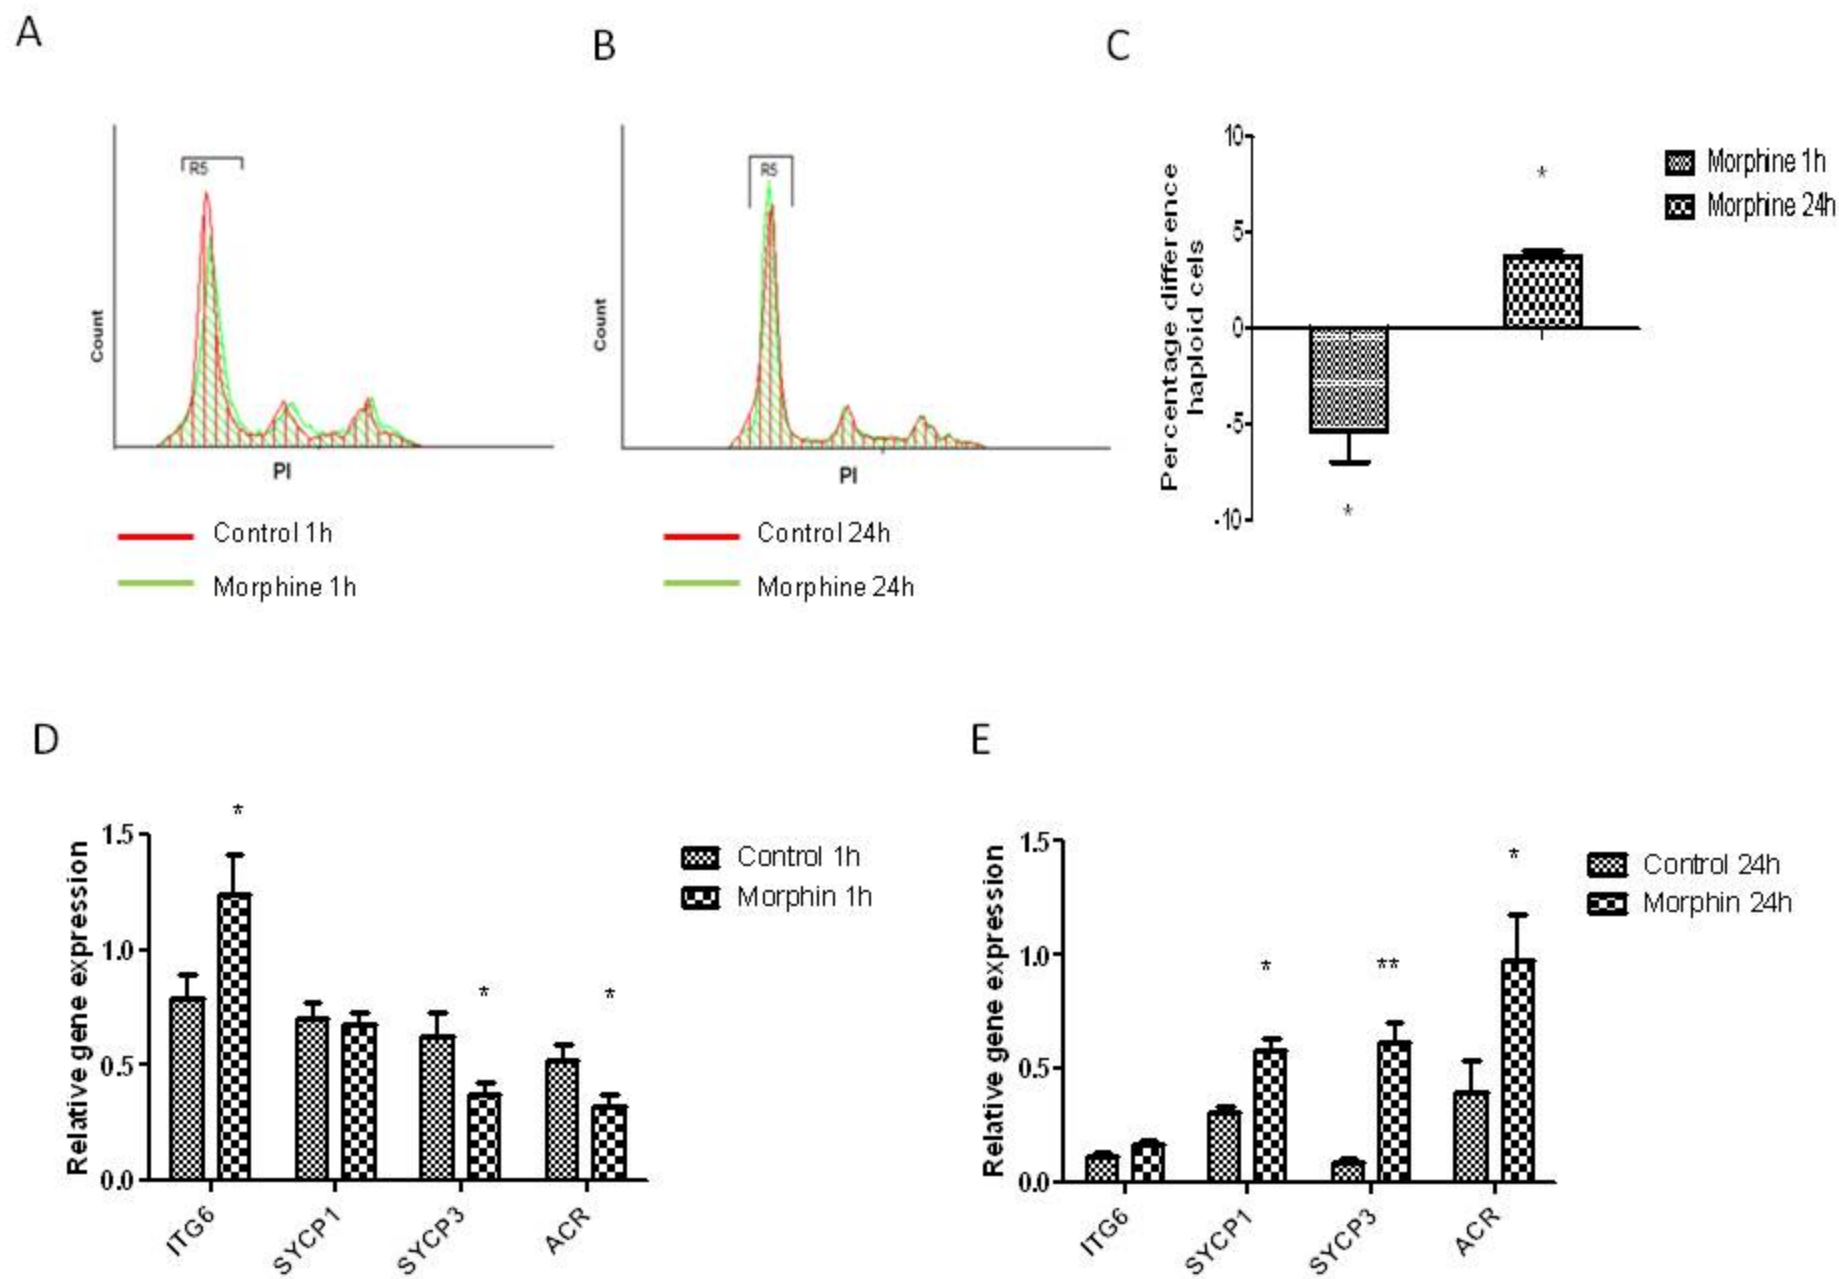 A
B
C
R5
Count
PI
Control 1h
Morphine 1h
R5
Count
PI
Control 24h
Morphine 24h
Percentage difference
haploid cels
10
5
0
-5
-10
*
*
Morphine 1h
Morphine 24h
D
E
Relative gene expression
1.5
1.0
0.5
0.0
*
*
*
ITG6
SYCP1
SYCP3
ACR
Control 1h
Morphin 1h
Relative gene expression
1.5
1.0
0.5
0.0
*
**
*
ITG6
SYCP1
SYCP3
ACR
Control 24h
Morphin 24h